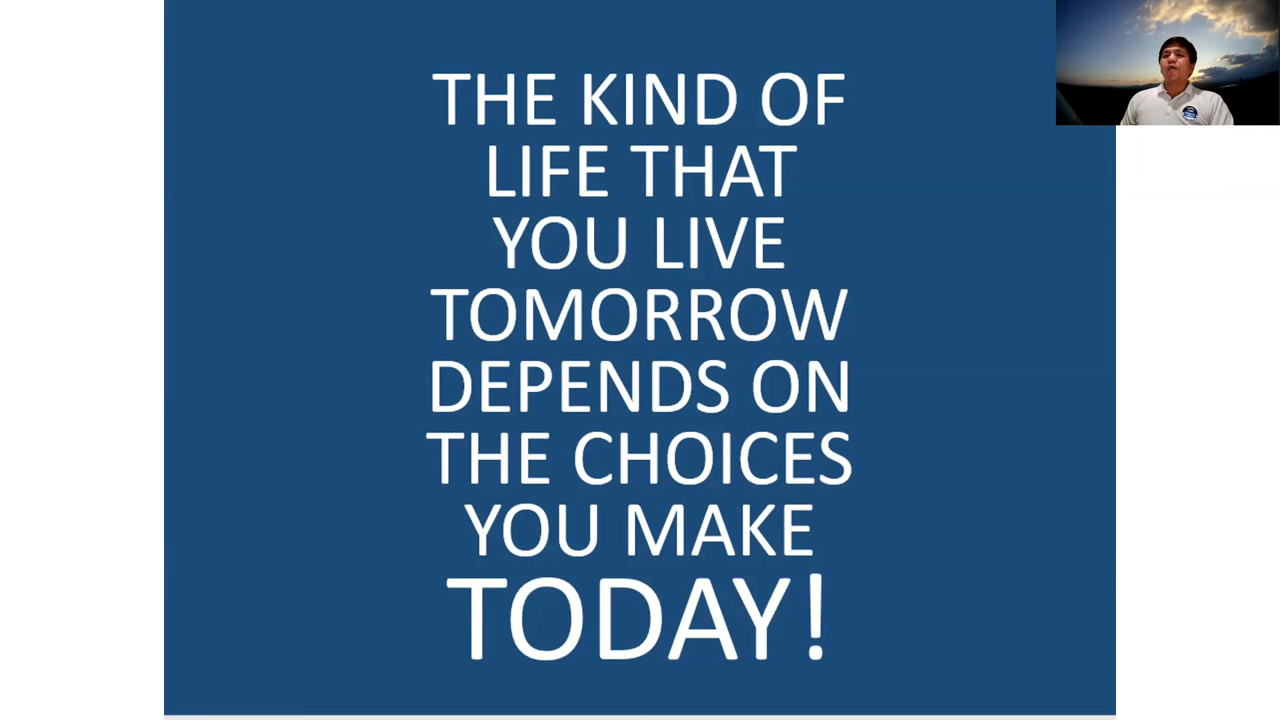 THE KIND OF
LIFE THAT
YOU LIVE
TOMORROW
DEPENDS ON
THE CHOICES
YOU MAKE
TODAY!